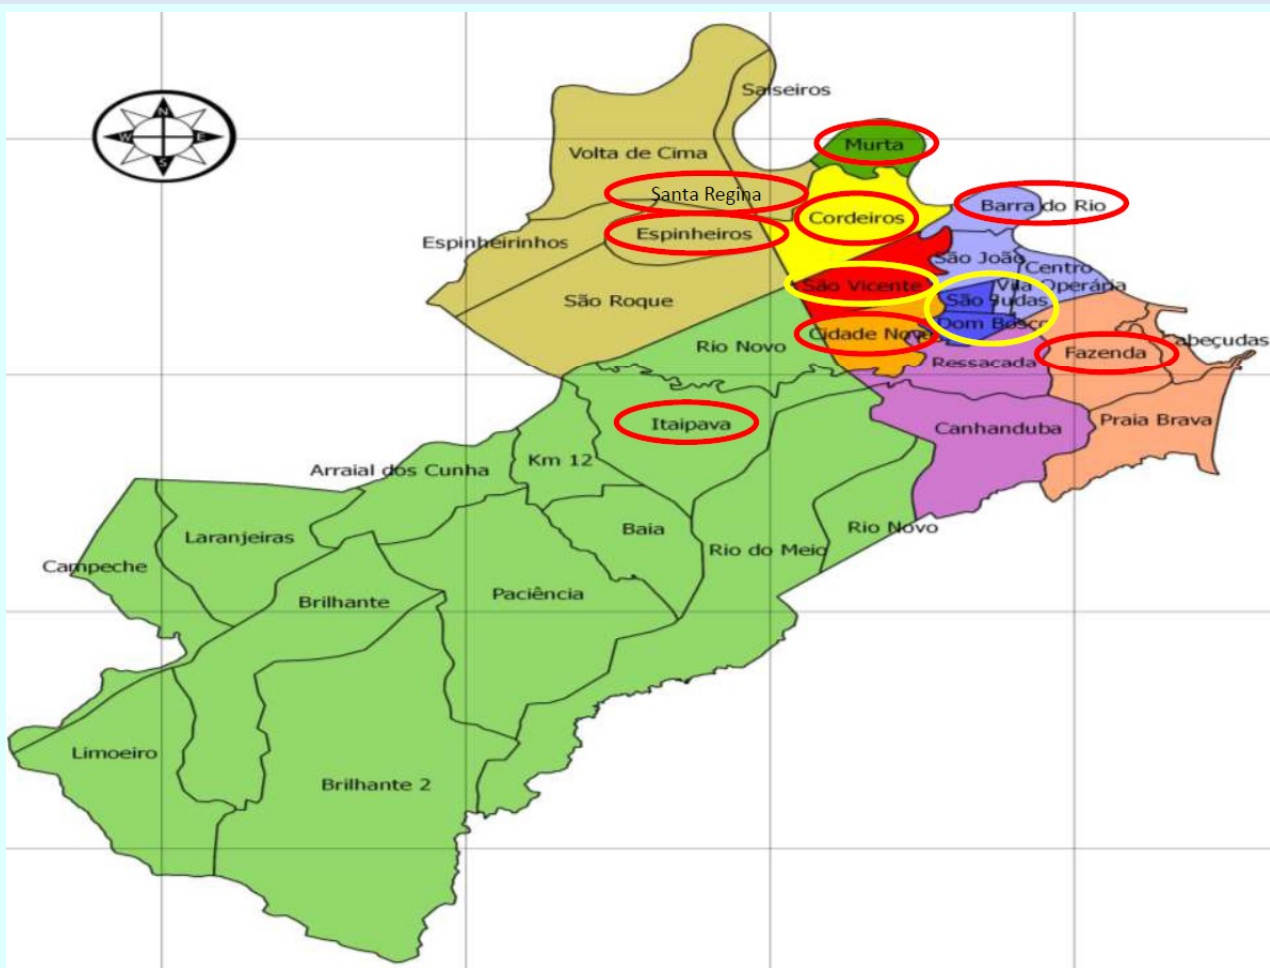 Salseiros
N
W E
S
Murta
Volta de Cima
Santa Regina
Barra do Rio
Cordeiros
Espinheiros
Espinheirinhos
São João
Centro
São Vicente
Vila Operária
São Roque
São Judas
Dom Bosco
Cidade Nova
Cabeçudas
Rio Novo
Fazenda
Ressacada
Itaipava
Praia Brava
Canhanduba
Km 12
Arraial dos Cunha
Baia
Rio Novo
Laranjeiras
Rio do Meio
Campeche
Paciência
Brilhante
Limoeiro
Brilhante 2